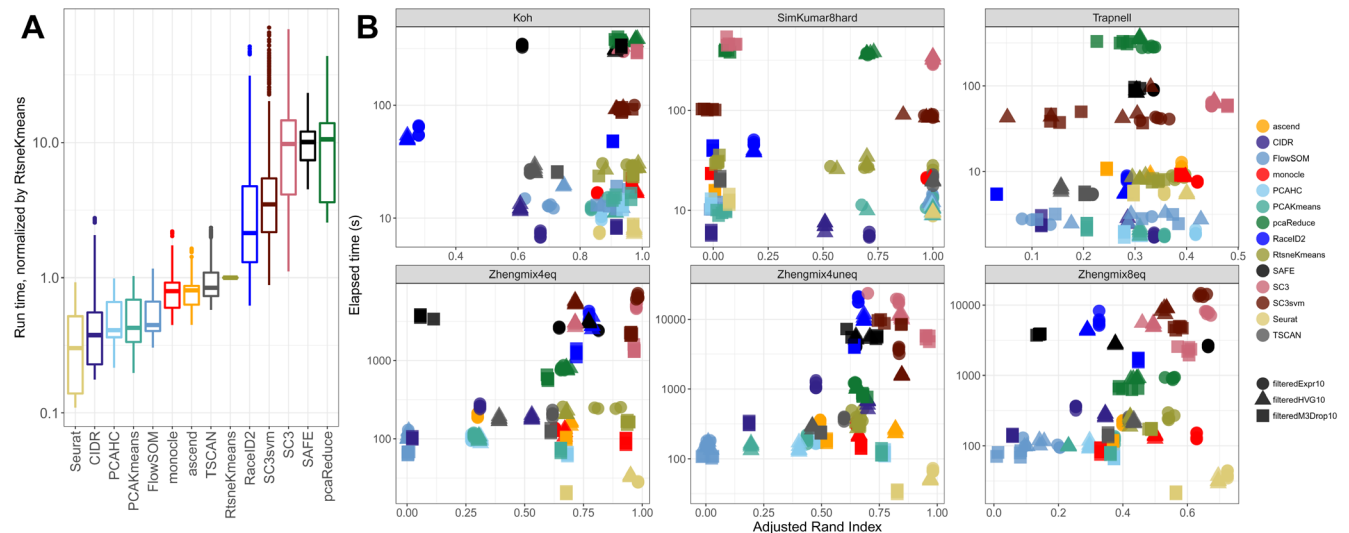 A
Run time, normalized by RtsneKmeans
10.0
1.0
0.1
Seurat
CIDR
PCAHC
PCAKmeans
FlowSOM
monocle
ascend
TSCAN
RtsneKmeans
RaceID2
SC3svm
SC3
SAFE
pcaReduce
B
Elapsed time (s)
Koh
100
10
0.4
0.6
0.8
1.0
SimKumar8hard
100
10
0.00
0.25
0.50
0.75
1.00
Trapnell
100
10
0.1
0.2
0.3
0.4
0.5
Zhengmix4eq
1000
100
0.00
0.25
0.50
0.75
1.00
Zhengmix4uneq
10000
1000
100
0.00
0.25
0.50
0.75
1.00
Zhengmix8eq
10000
1000
100
0.0
0.2
0.4
0.6
Adjusted Rand Index
ascend
CIDR
FlowSOM
monocle
PCAHC
PCAKmeans
pcaReduce
RaceID2
RtsneKmeans
SAFE
SC3
SC3svm
Seurat
TSCAN
filteredExpr10
filteredHVG10
filteredM3Drop10